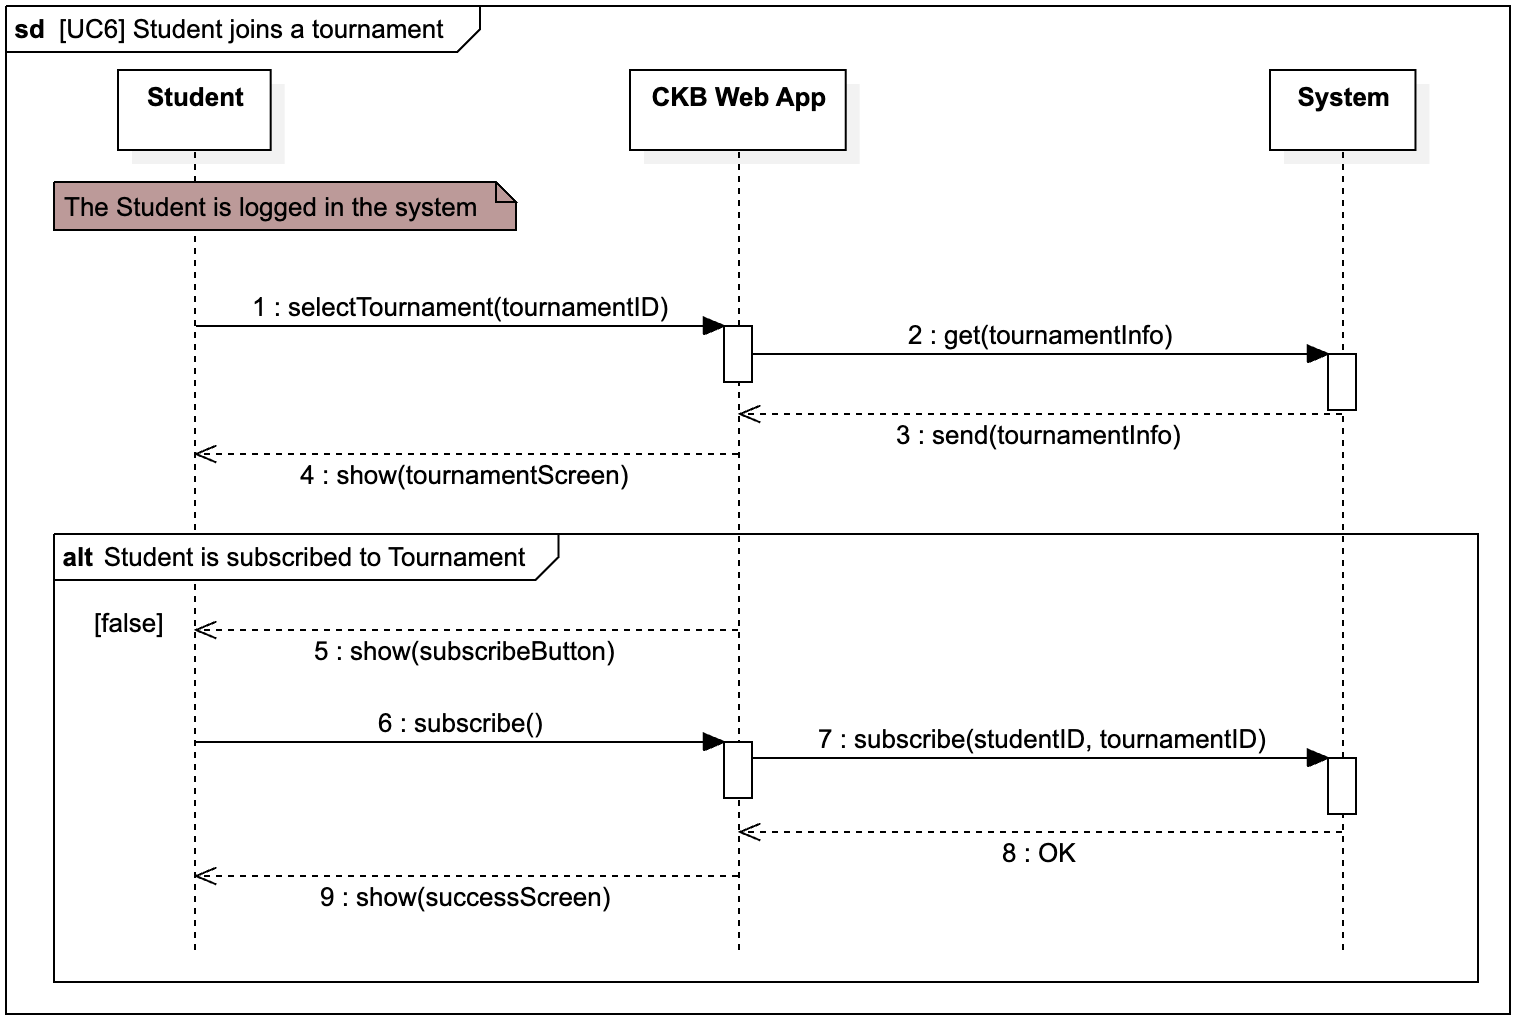 sd [UC6] Student joins a tournament
Student
CKB Web App
System
The Student is logged in the system
1 : selectTournament(tournamentID)
2 : get(tournamentInfo)
3 : send(tournamentInfo)
4 : show(tournamentScreen)
alt Student is subscribed to Tournament
[false]
5 : show(subscribeButton)
6 : subscribe()
7 : subscribe(studentID, tournamentID)
8 : OK
9 : show(successScreen)